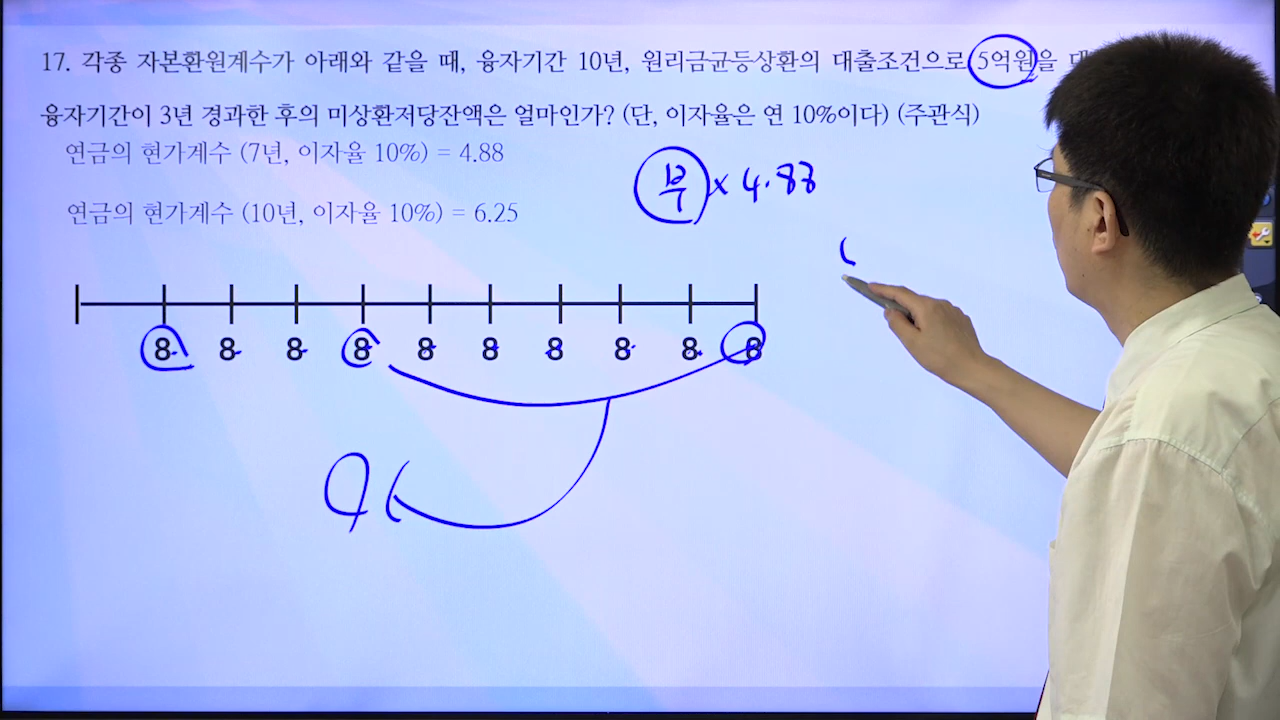 17. 각종 자본환원계수가 아래와 같을 때, 융자기간 10년, 원리금균등상환의 대출조건으로 5억원을 대
융자기간이 3년 경과한 후의 미상환저당잔액은 얼마인가? (단, 이자율은 연 10%이다) (주관식)
연금의 현가계수 (7년, 이자율 10%) = 4.88
부 × 4.88
연금의 현가계수 (10년, 이자율 10%) = 6.25
8 8 8 8 8 8 8 8 8 8